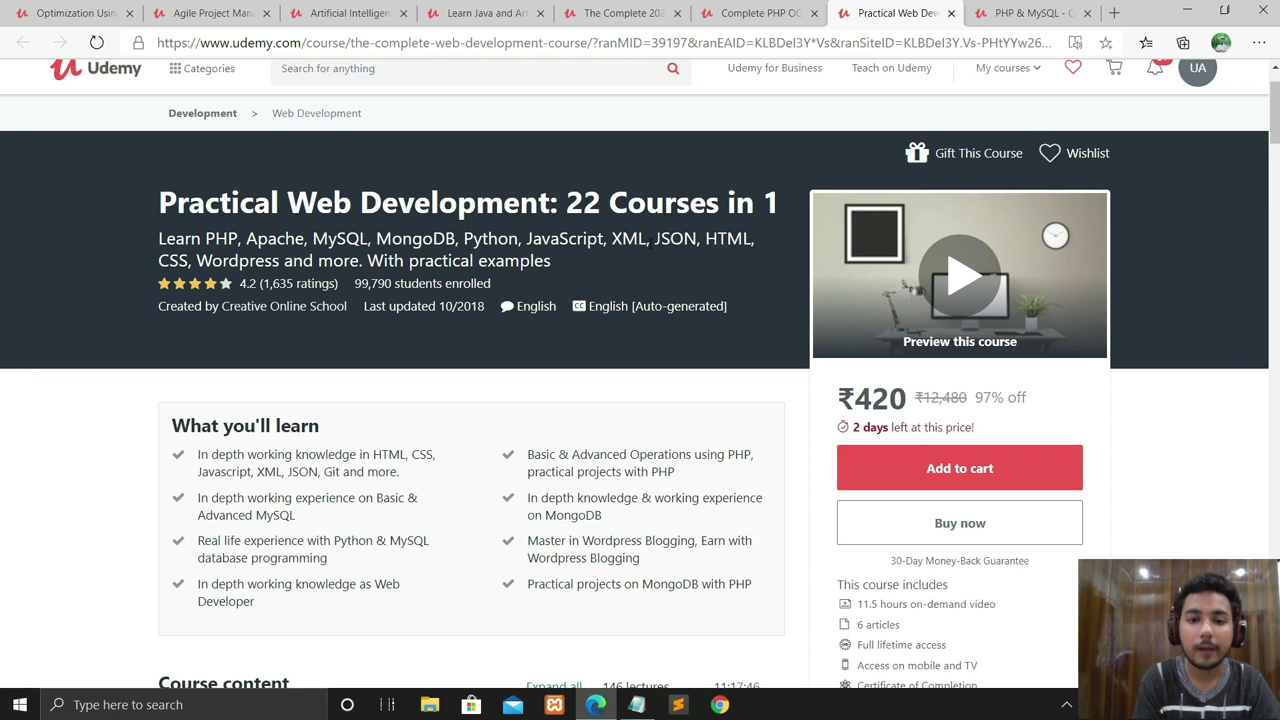 Optimization Using
Agile Project Man
Artificial Intelligenc
Learn Java and An
The Complete 202
Complete PHP OO
Practical Web Dev
PHP & MySQL - C
https://www.udemy.com/course/the-complete-web-development-course/?ranMID=39197&ranEAID=KLBDeI3Y*Vs&ranSiteID=KLBDeI3Y.Vs-PHtYYw26...
Udemy
Categories
Search for anything
Udemy for Business
Teach on Udemy
My courses
UA
Development > Web Development
Gift This Course
Wishlist
Practical Web Development: 22 Courses in 1
Learn PHP, Apache, MySQL, MongoDB, Python, JavaScript, XML, JSON, HTML,
CSS, Wordpress and more. With practical examples
4.2 (1,635 ratings) 99,790 students enrolled
Created by Creative Online School Last updated 10/2018 English CC English [Auto-generated]
Preview this course
₹420 ₹12,480 97% off
2 days left at this price!
Add to cart
Buy now
30-Day Money-Back Guarantee
This course includes
11.5 hours on-demand video
6 articles
Full lifetime access
Access on mobile and TV
Certificate of Completion
What you'll learn
In depth working knowledge in HTML, CSS,
Javascript, XML, JSON, Git and more.
Basic & Advanced Operations using PHP,
practical projects with PHP
In depth working experience on Basic &
Advanced MySQL
In depth knowledge & working experience
on MongoDB
Real life experience with Python & MySQL
database programming
Master in Wordpress Blogging, Earn with
Wordpress Blogging
In depth working knowledge as Web
Developer
Practical projects on MongoDB with PHP
Course content
Expand all 146 lectures 11:17:46
Type here to search